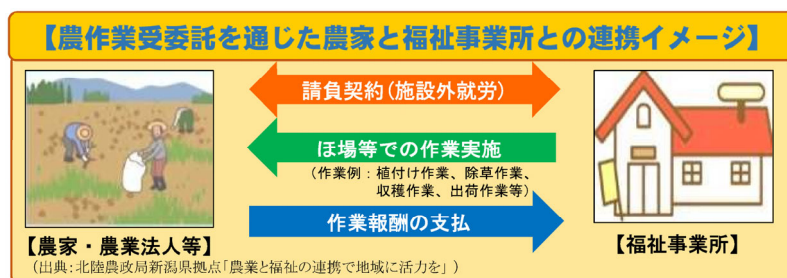 【農作業受委託を通じた農家と福祉事業所との連携イメージ】
請負契約（施設外就労）
ほ場等での作業実施
（作業例：植付け作業、除草作業、
収穫作業、出荷作業等）
作業報酬の支払
【農家・農業法人等】
【福祉事業所】
（出典：北陸農政局新潟県拠点「農業と福祉の連携で地域に活力を」）